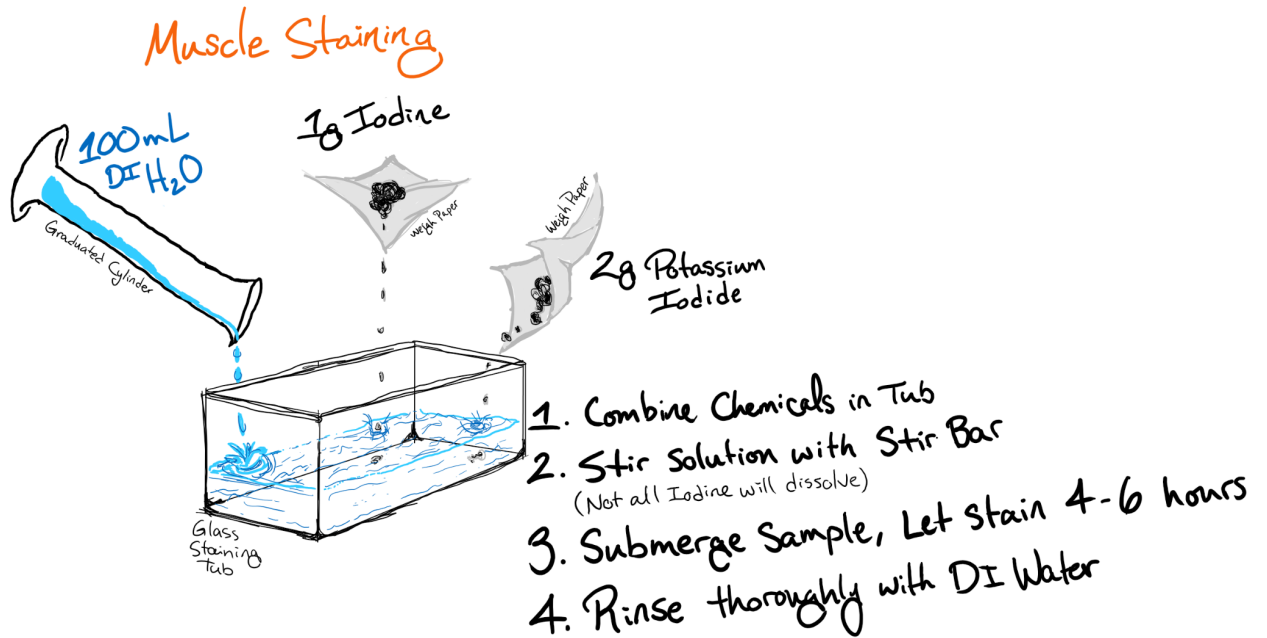 Muscle Staining
100mL
DI H₂O
Graduated Cylinder
1g Iodine
Weigh Paper
Weigh Paper
2g Potassium
Iodide
Glass
Staining
Tub
1. Combine Chemicals in Tub
2. Stir Solution with Stir Bar
(Not all Iodine will dissolve)
3. Submerge Sample, Let Stain 4-6 hours
4. Rinse thoroughly with DI Water